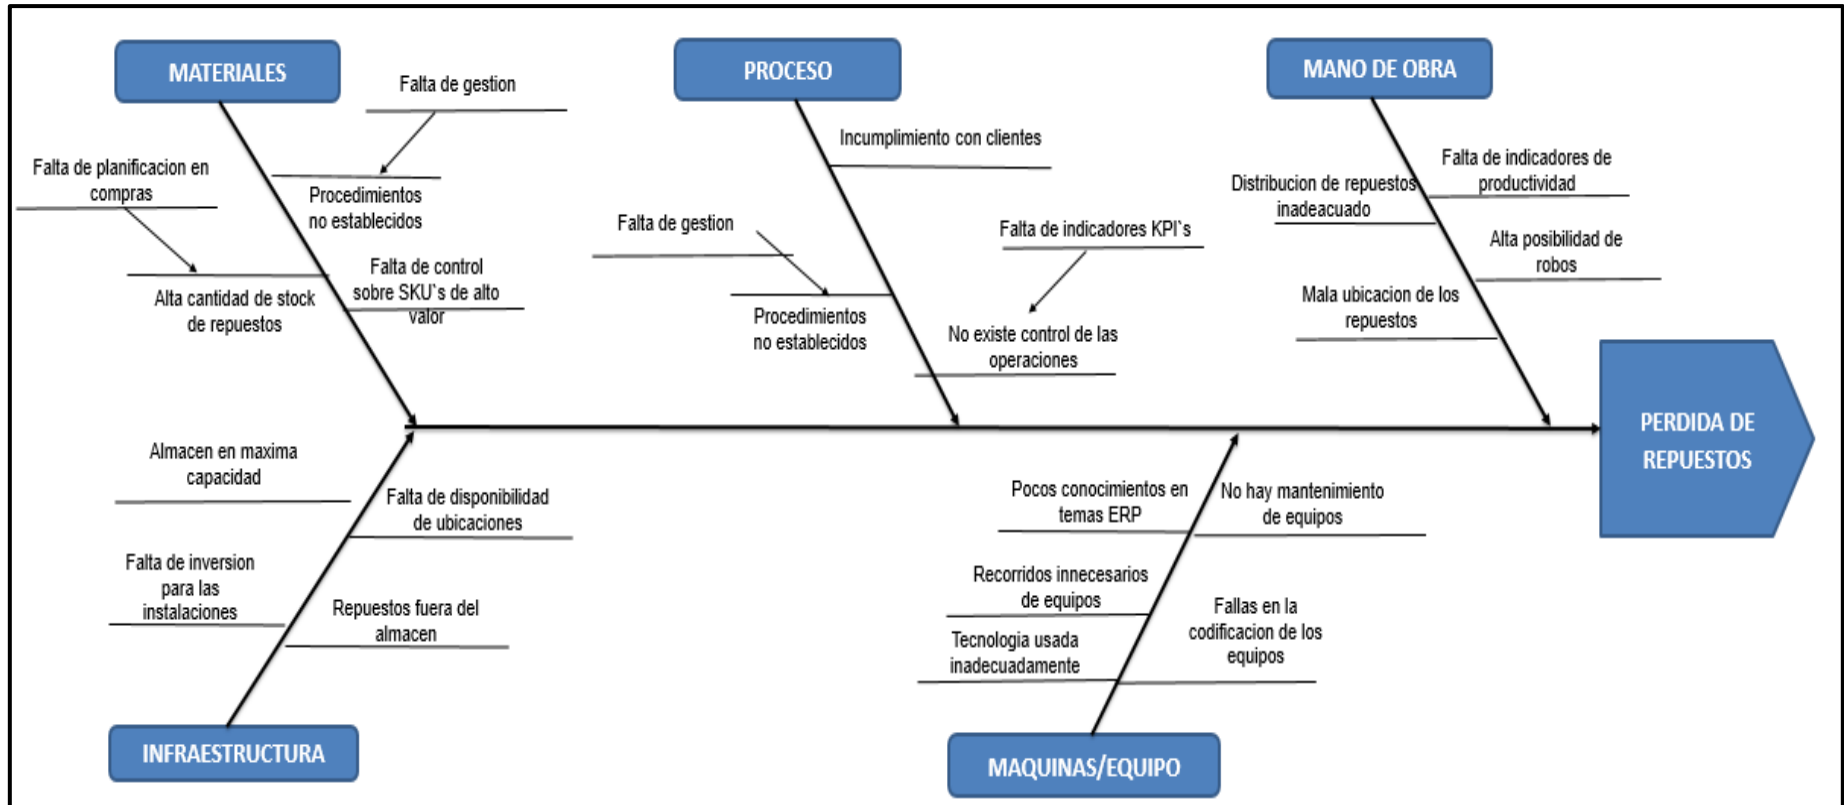 MATERIALES
PROCESO
MANO DE OBRA
Falta de gestion
Falta de planificacion en
compras
Procedimientos
no establecidos
Alta cantidad de stock
de repuestos
Falta de control
sobre SKU`s de alto
valor
Incumplimiento con clientes
Falta de gestion
Falta de indicadores KPI`s
Procedimientos
no establecidos
No existe control de las
operaciones
Falta de indicadores de
productividad
Distribucion de repuestos
inadeacuado
Alta posibilidad de
robos
Mala ubicacion de los
repuestos
PERDIDA DE
REPUESTOS
Almacen en maxima
capacidad
Falta de disponibilidad
de ubicaciones
Falta de inversion
para las
instalaciones
Repuestos fuera del
almacen
Pocos conocimientos en
temas ERP
No hay mantenimiento
de equipos
Recorridos innecesarios
de equipos
Fallas en la
codificacion de los
equipos
Tecnologia usada
inadecuadamente
INFRAESTRUCTURA
MAQUINAS/EQUIPO